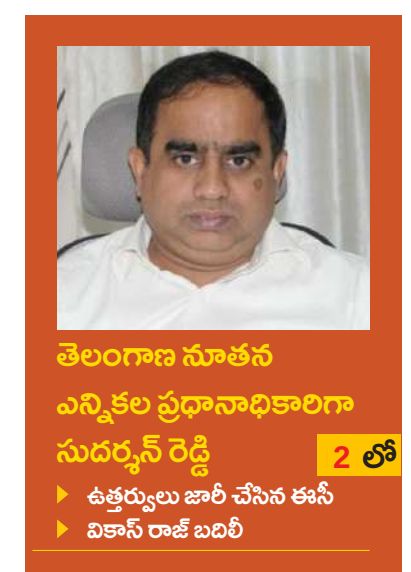 తెలంగాణ నూతన
ఎన్నికల ప్రధానాధికారిగా
సుదర్శన్ రెడ్డి
2 లో
ఉత్తర్వులు జారీ చేసిన ఈసీ
వికాస్ రాజ్ బదిలీ